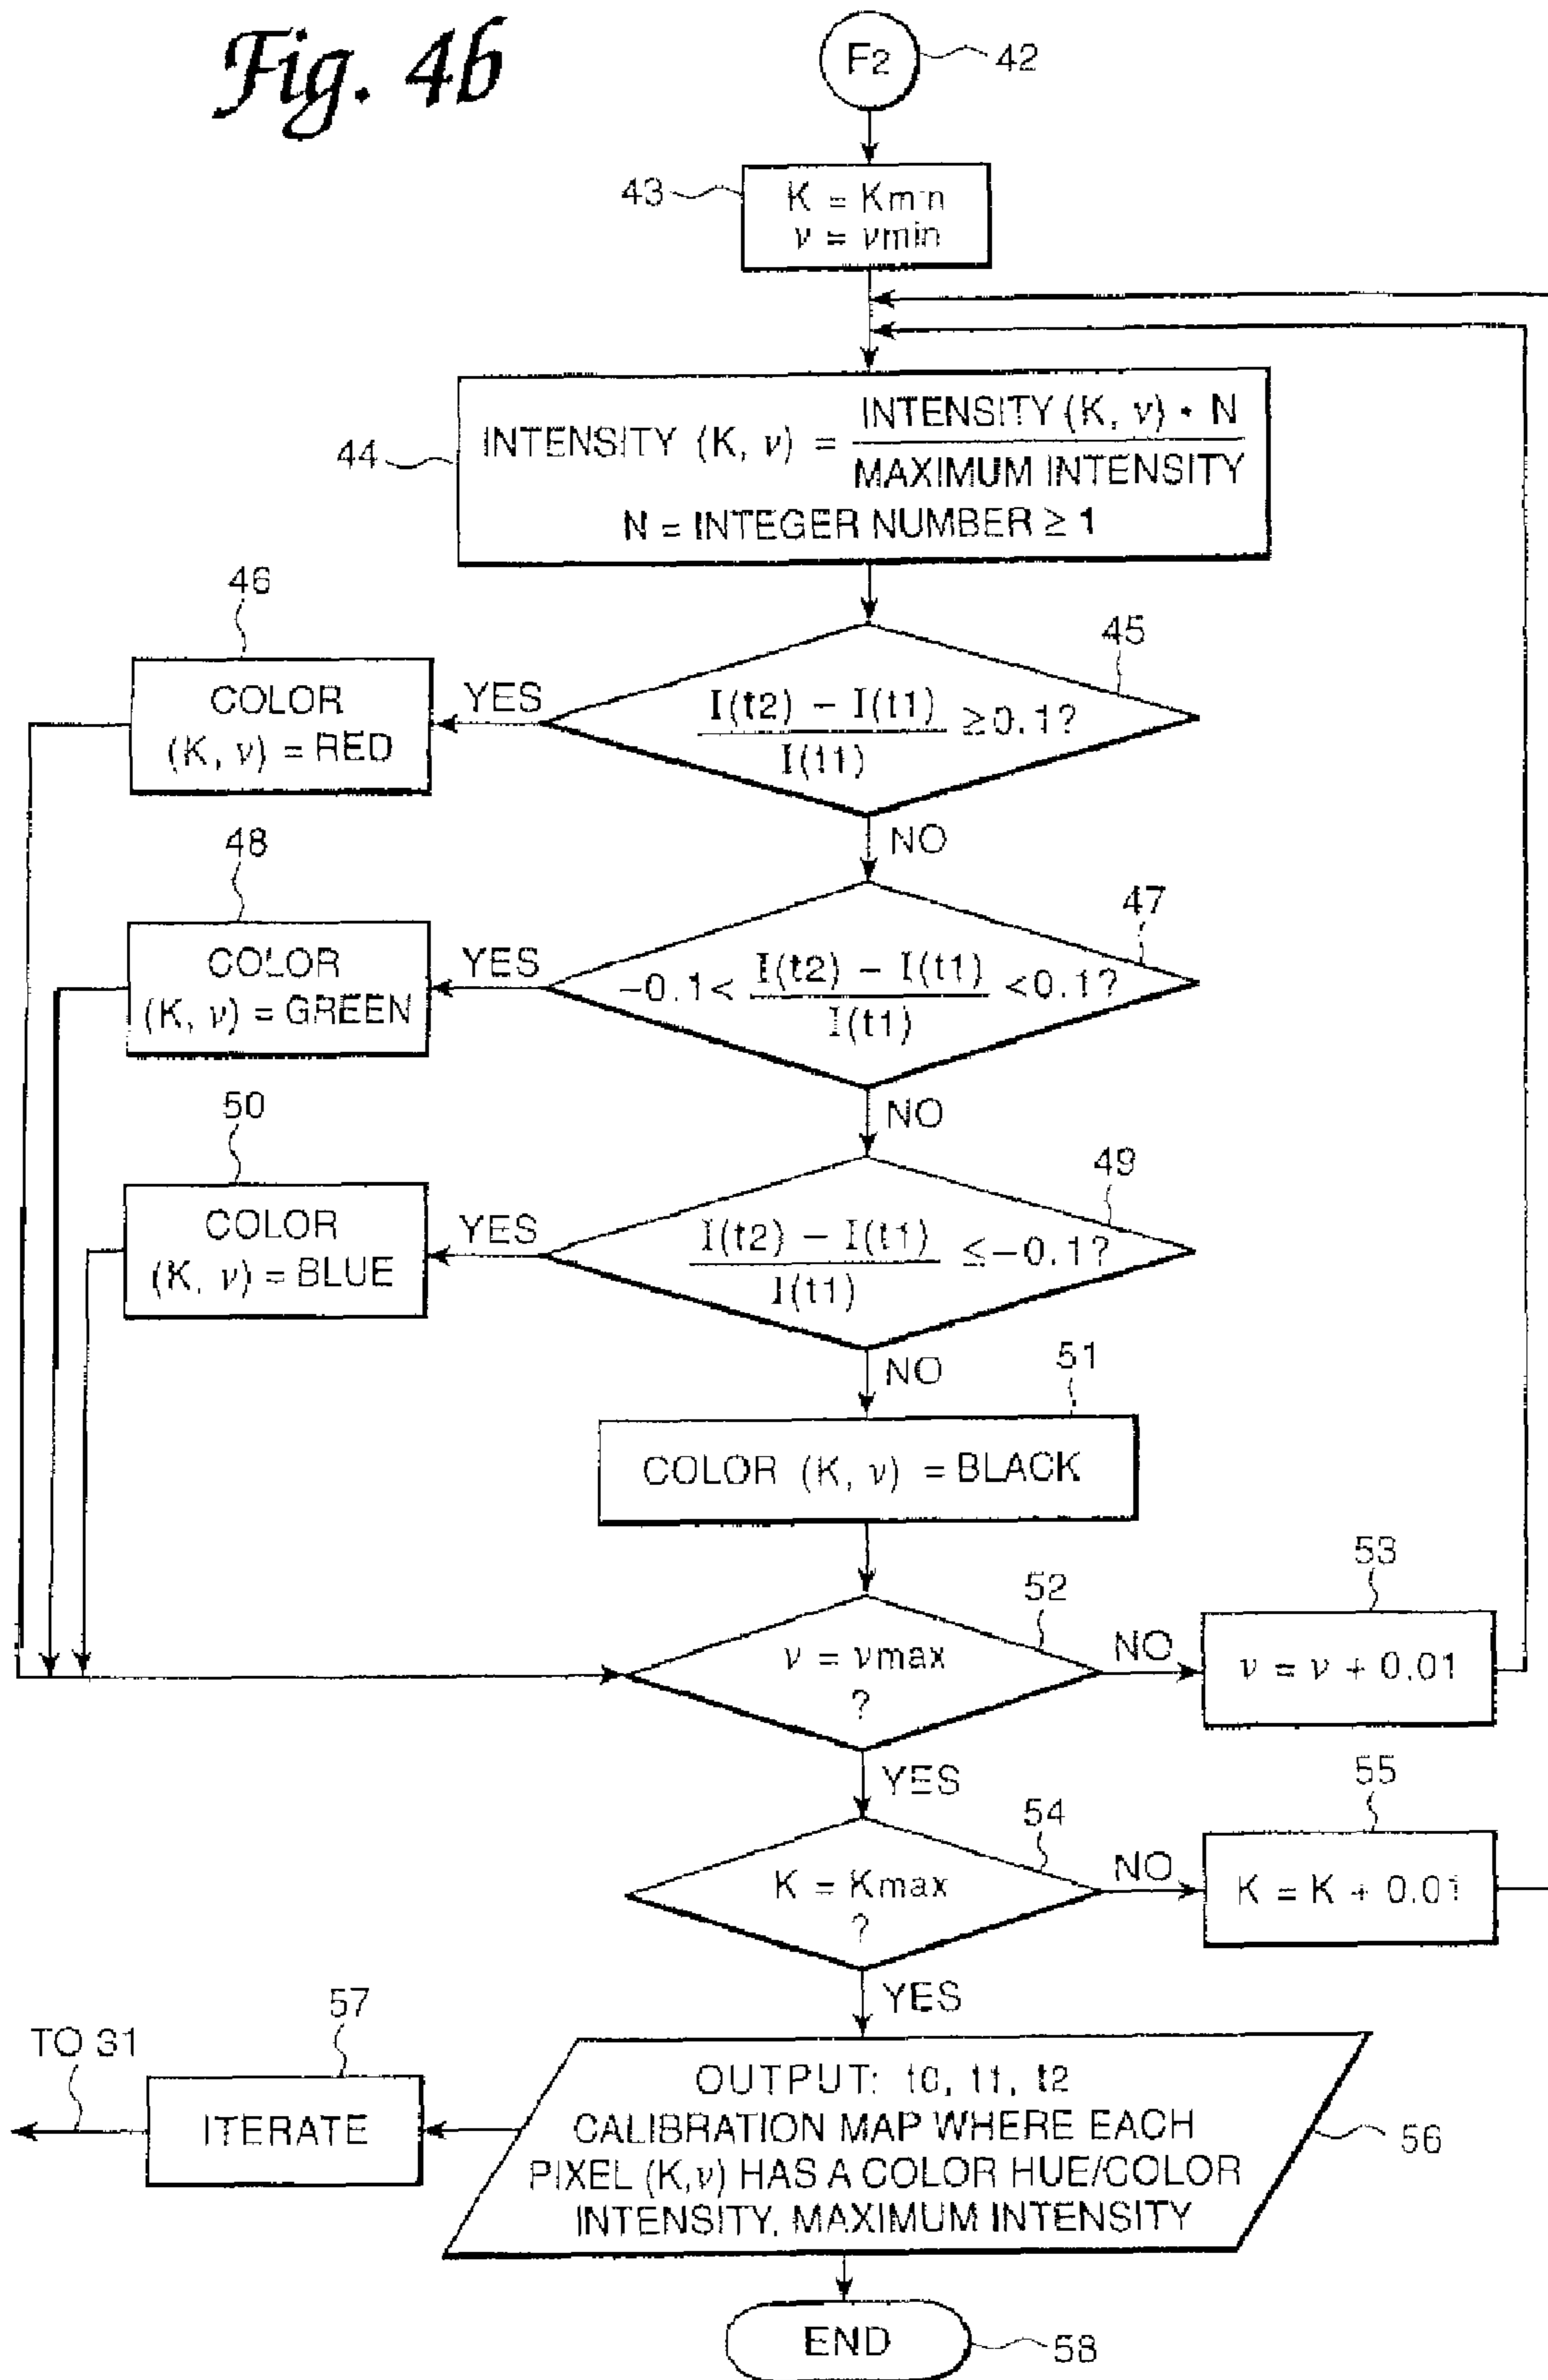 Fig. 4b
F2
42
43
K = Kmin
ν = νmin
44
INTENSITY (K, ν) = INTENSITY (K, ν) • N
MAXIMUM INTENSITY
N = INTEGER NUMBER ≥ 1
46
45
COLOR
(K, ν) = RED
YES
I(t2) − I(t1)
I(t1)
≥0.1?
NO
48
47
COLOR
(K, ν) = GREEN
YES
−0.1< I(t2) − I(t1) <0.1?
I(t1)
NO
50
49
COLOR
(K, ν) = BLUE
YES
I(t2) − I(t1)
I(t1)
≤−0.1?
NO
51
COLOR (K, ν) = BLACK
52
53
ν = νmax
?
NO
ν = ν + 0.01
YES
54
55
K = Kmax
?
NO
K = K + 0.01
YES
57
TO 31
ITERATE
OUTPUT: t0, t1, t2
CALIBRATION MAP WHERE EACH
PIXEL (K,ν) HAS A COLOR HUE/COLOR
INTENSITY, MAXIMUM INTENSITY
56
END
58